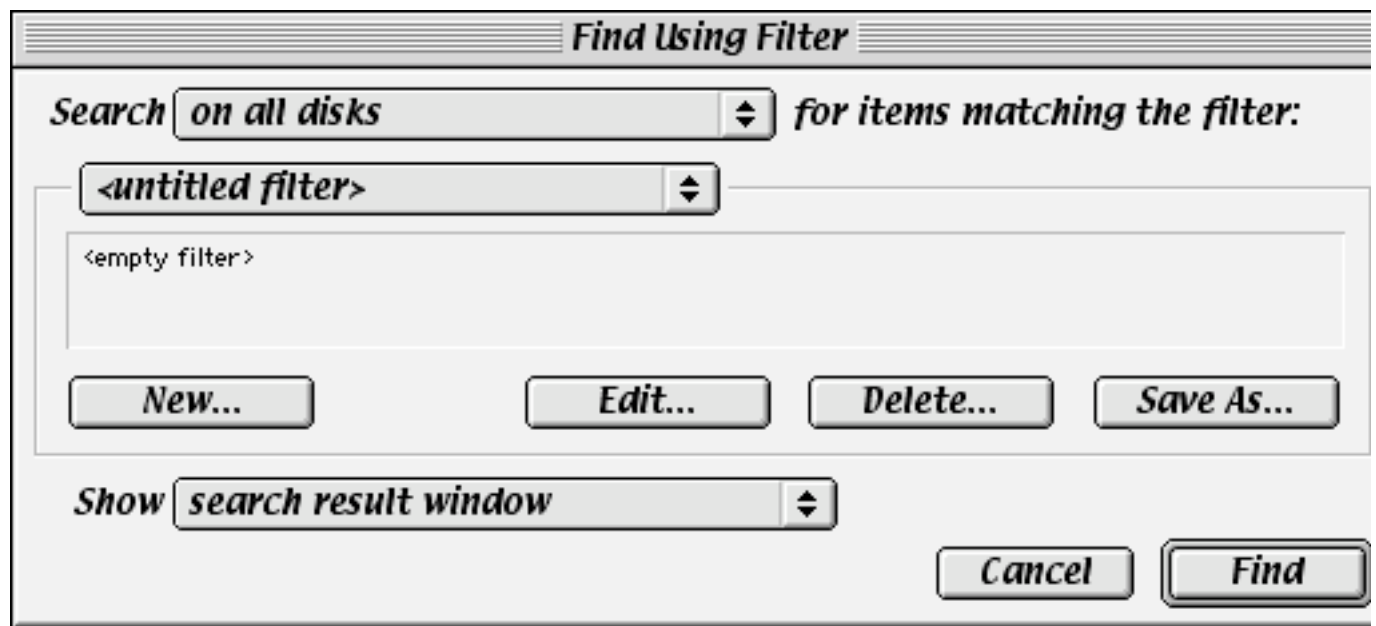 Find Using Filter
Search on all disks for items matching the filter:
<untitled filter>
<empty filter>
New... Edit... Delete... Save As...
Show search result window
Cancel Find